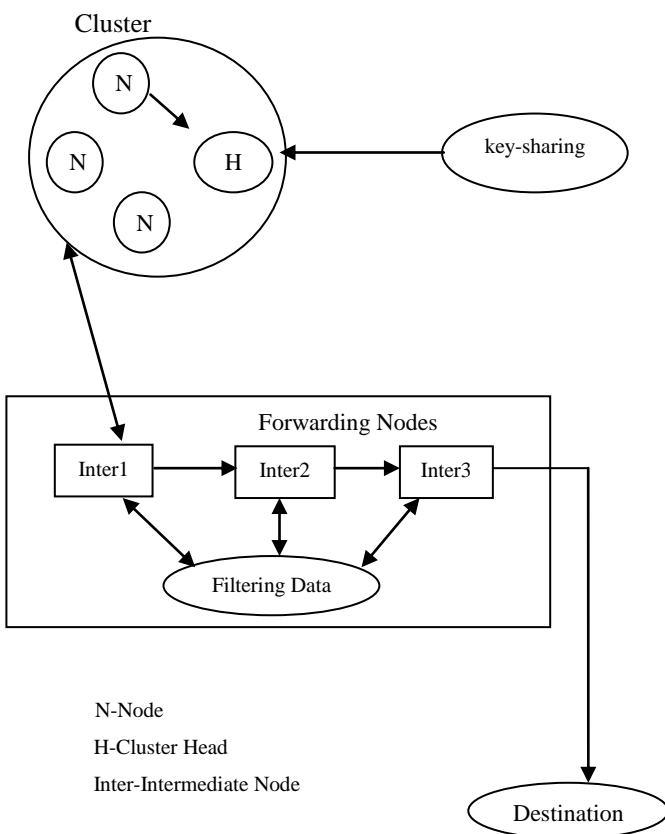 Cluster
N
N
H
key-sharing
N
Forwarding Nodes
Inter1
Inter2
Inter3
Filtering Data
N-Node
H-Cluster Head
Inter-Intermediate Node
Destination